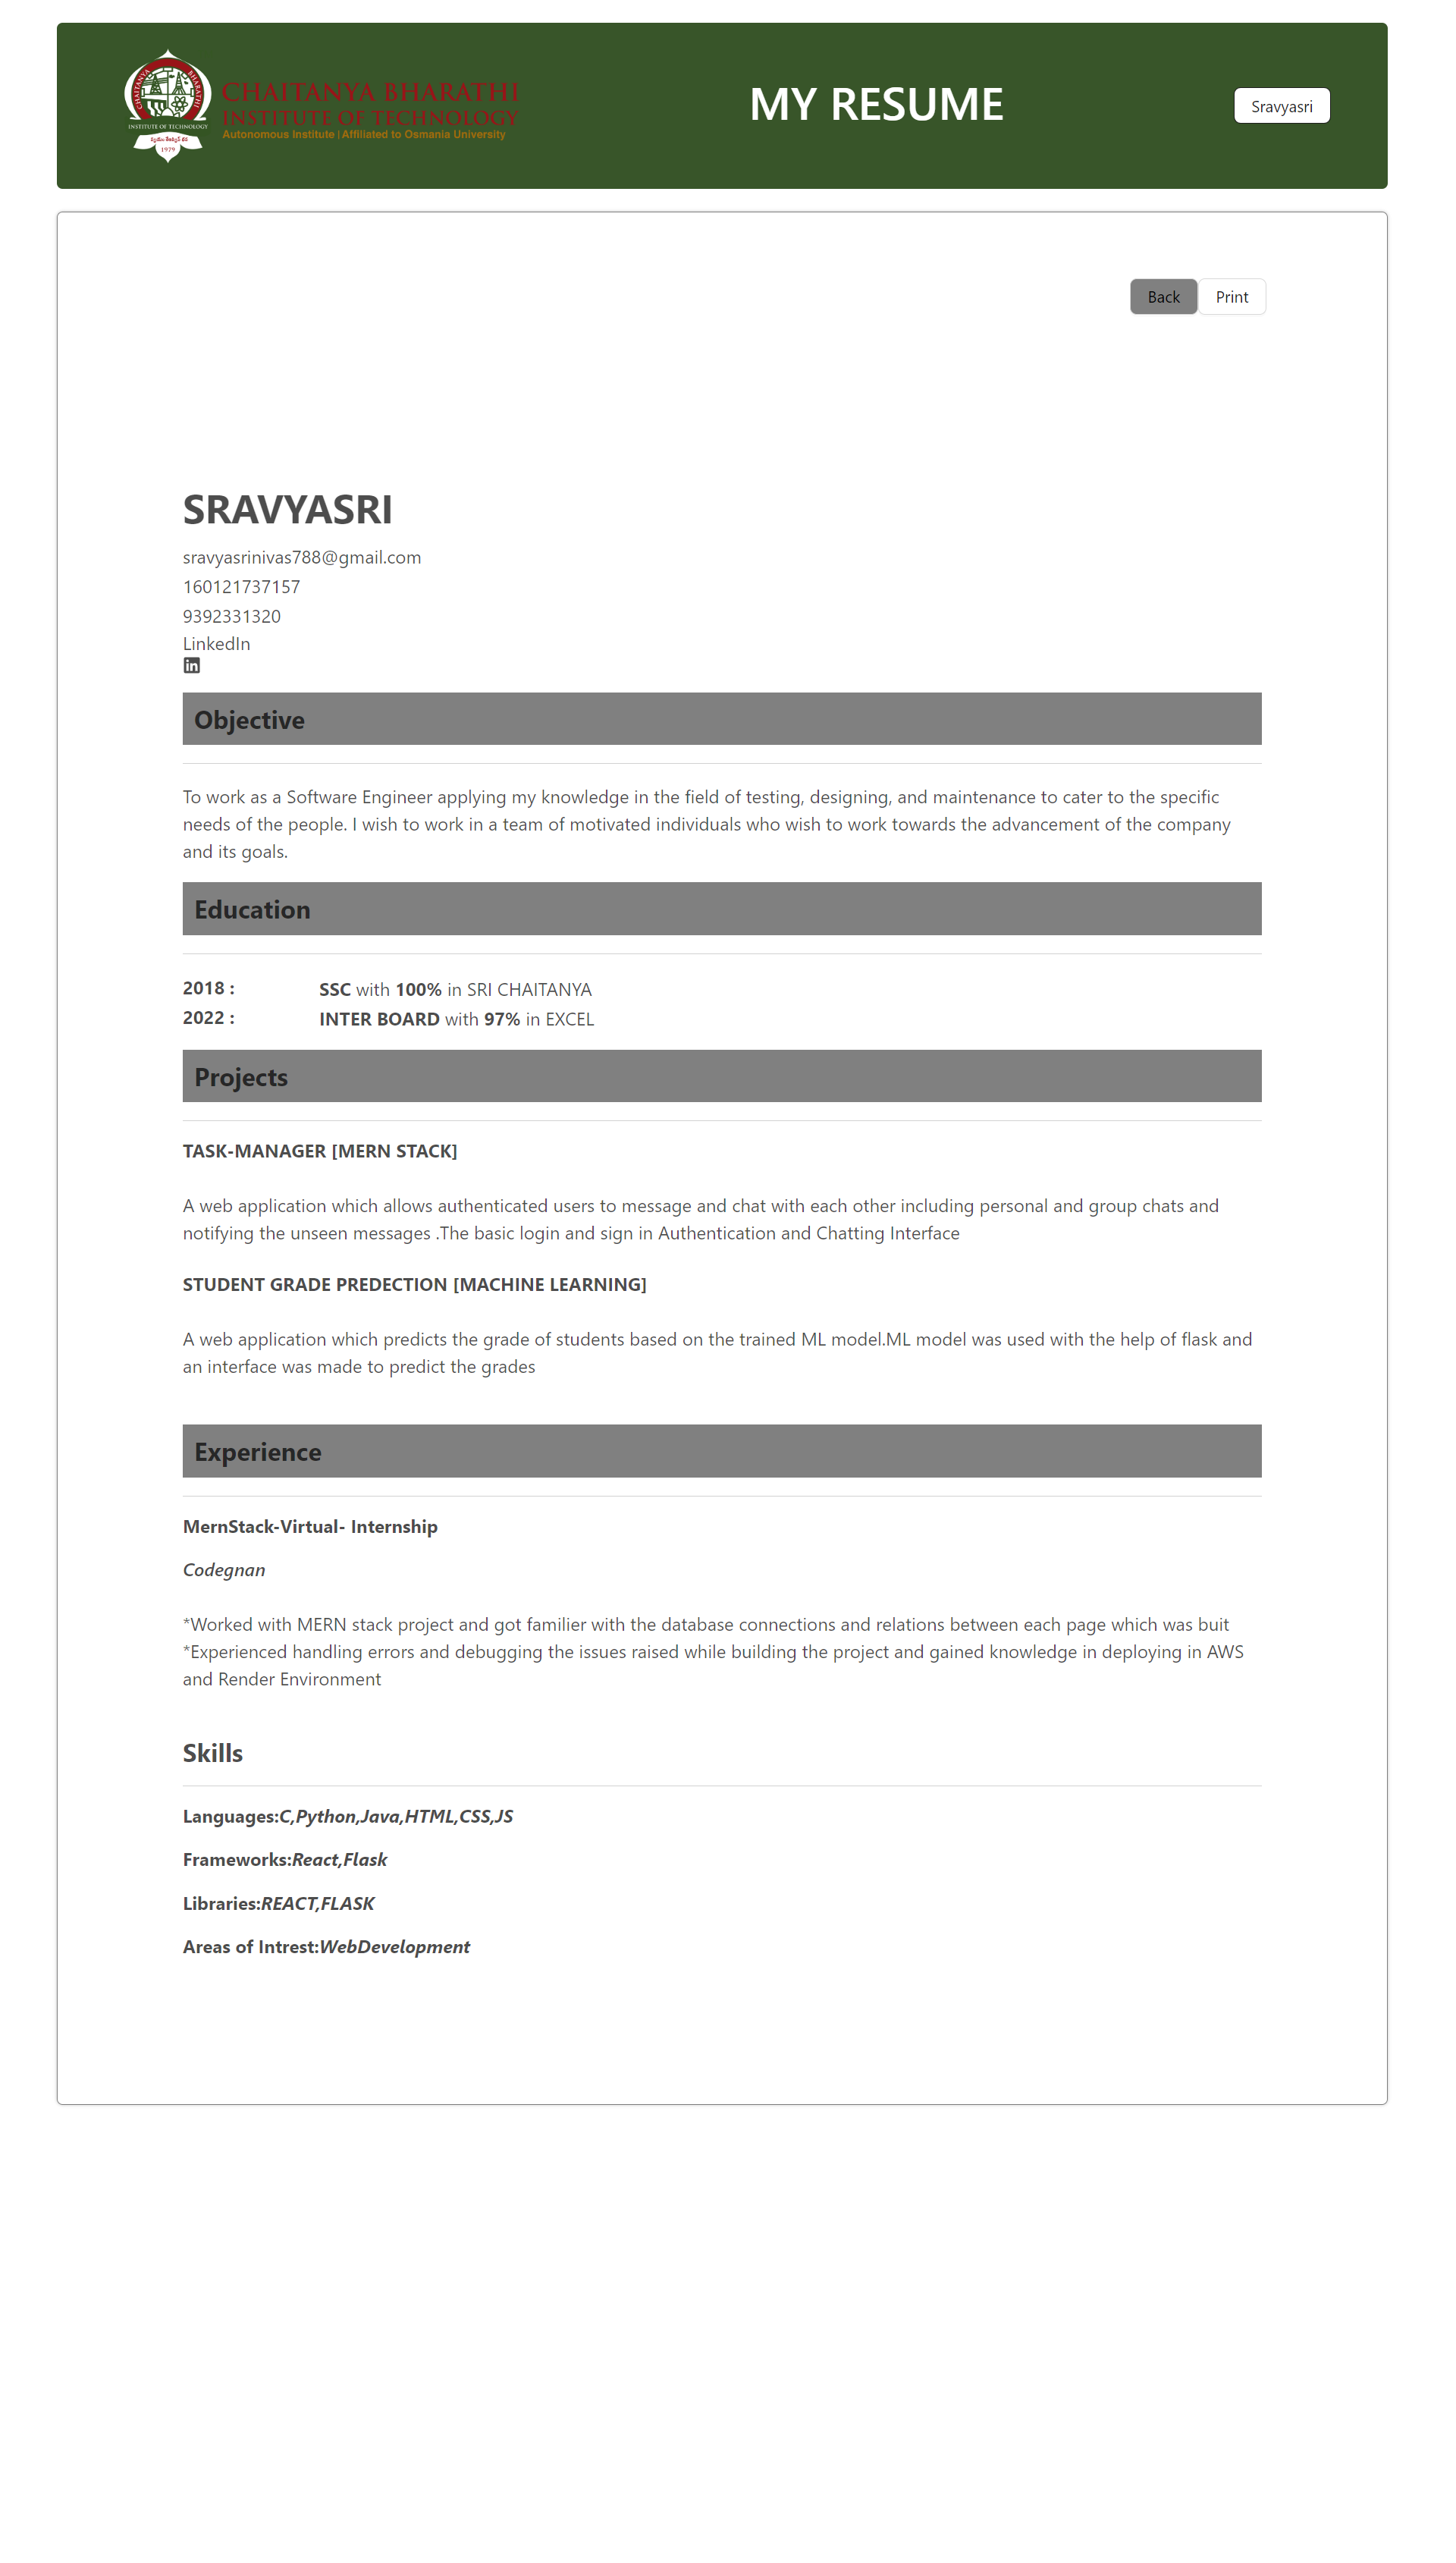 CHAITANYA BHARATHI
INSTITUTE OF TECHNOLOGY
Autonomous Institute | Affiliated to Osmania University
CHAITANYA BHARATHI
INSTITUTE OF TECHNOLOGY
1979
MY RESUME
Sravyasri
Back
Print
SRAVYASRI
sravyasrinivas788@gmail.com
160121737157
9392331320
LinkedIn
in
Objective
To work as a Software Engineer applying my knowledge in the field of testing, designing, and maintenance to cater to the specific
needs of the people. I wish to work in a team of motivated individuals who wish to work towards the advancement of the company
and its goals.
Education
2018 : SSC with 100% in SRI CHAITANYA
2022 : INTER BOARD with 97% in EXCEL
Projects
TASK-MANAGER [MERN STACK]
A web application which allows authenticated users to message and chat with each other including personal and group chats and
notifying the unseen messages .The basic login and sign in Authentication and Chatting Interface
STUDENT GRADE PREDECTION [MACHINE LEARNING]
A web application which predicts the grade of students based on the trained ML model.ML model was used with the help of flask and
an interface was made to predict the grades
Experience
MernStack-Virtual- Internship
Codegnan
*Worked with MERN stack project and got familier with the database connections and relations between each page which was buit
*Experienced handling errors and debugging the issues raised while building the project and gained knowledge in deploying in AWS
and Render Environment
Skills
Languages:C,Python,Java,HTML,CSS,JS
Frameworks:React,Flask
Libraries:REACT,FLASK
Areas of Intrest:WebDevelopment